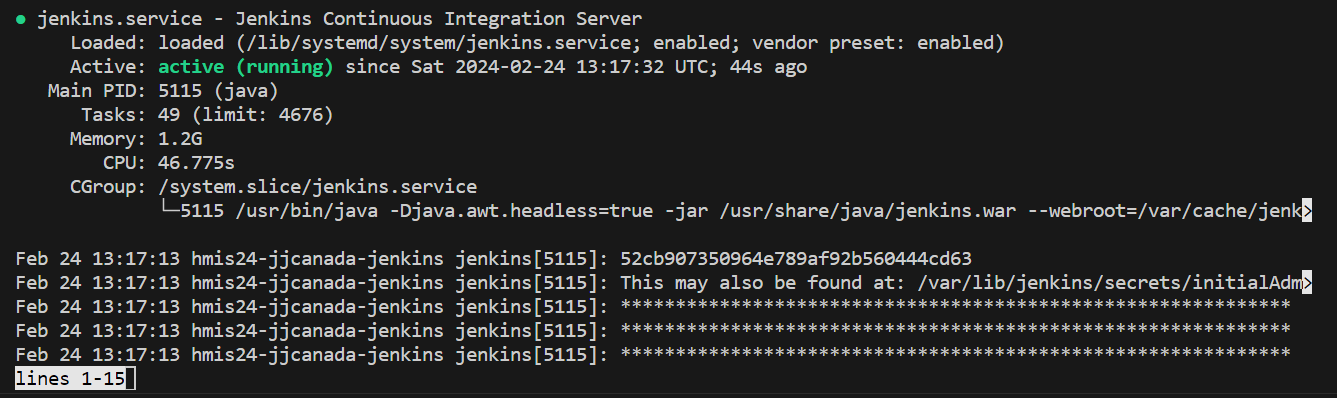 ● jenkins.service - Jenkins Continuous Integration Server
     Loaded: loaded (/lib/systemd/system/jenkins.service; enabled; vendor preset: enabled)
     Active: active (running) since Sat 2024-02-24 13:17:32 UTC; 44s ago
   Main PID: 5115 (java)
      Tasks: 49 (limit: 4676)
     Memory: 1.2G
        CPU: 46.775s
     CGroup: /system.slice/jenkins.service
             └─5115 /usr/bin/java -Djava.awt.headless=true -jar /usr/share/java/jenkins.war --webroot=/var/cache/jenk>
Feb 24 13:17:13 hmis24-jjcanada-jenkins jenkins[5115]: 52cb907350964e789af92b560444cd63
Feb 24 13:17:13 hmis24-jjcanada-jenkins jenkins[5115]: This may also be found at: /var/lib/jenkins/secrets/initialAdm>
Feb 24 13:17:13 hmis24-jjcanada-jenkins jenkins[5115]: *************************************************************
Feb 24 13:17:13 hmis24-jjcanada-jenkins jenkins[5115]: *************************************************************
Feb 24 13:17:13 hmis24-jjcanada-jenkins jenkins[5115]: *************************************************************
lines 1-15